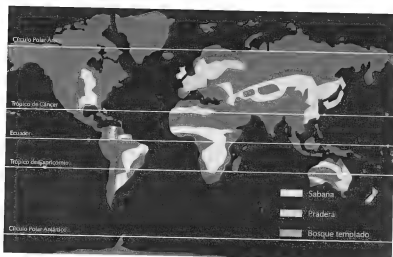 Círculo Polar Ártico
Trópico de Cáncer
Ecuador
Trópico de Capricornio
Sabana
Pradera
Bosque templado
Círculo Polar Antártico